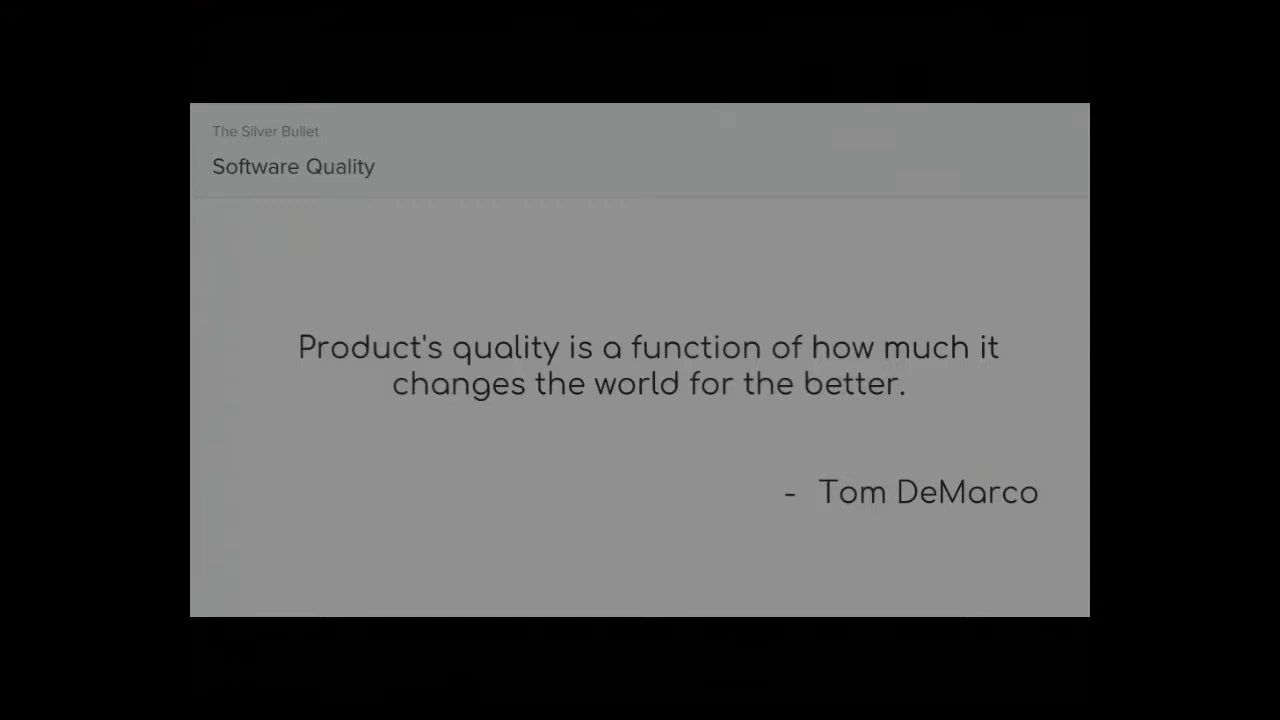 The Silver Bullet
Software Quality
Product's quality is a function of how much it
changes the world for the better.
- Tom DeMarco